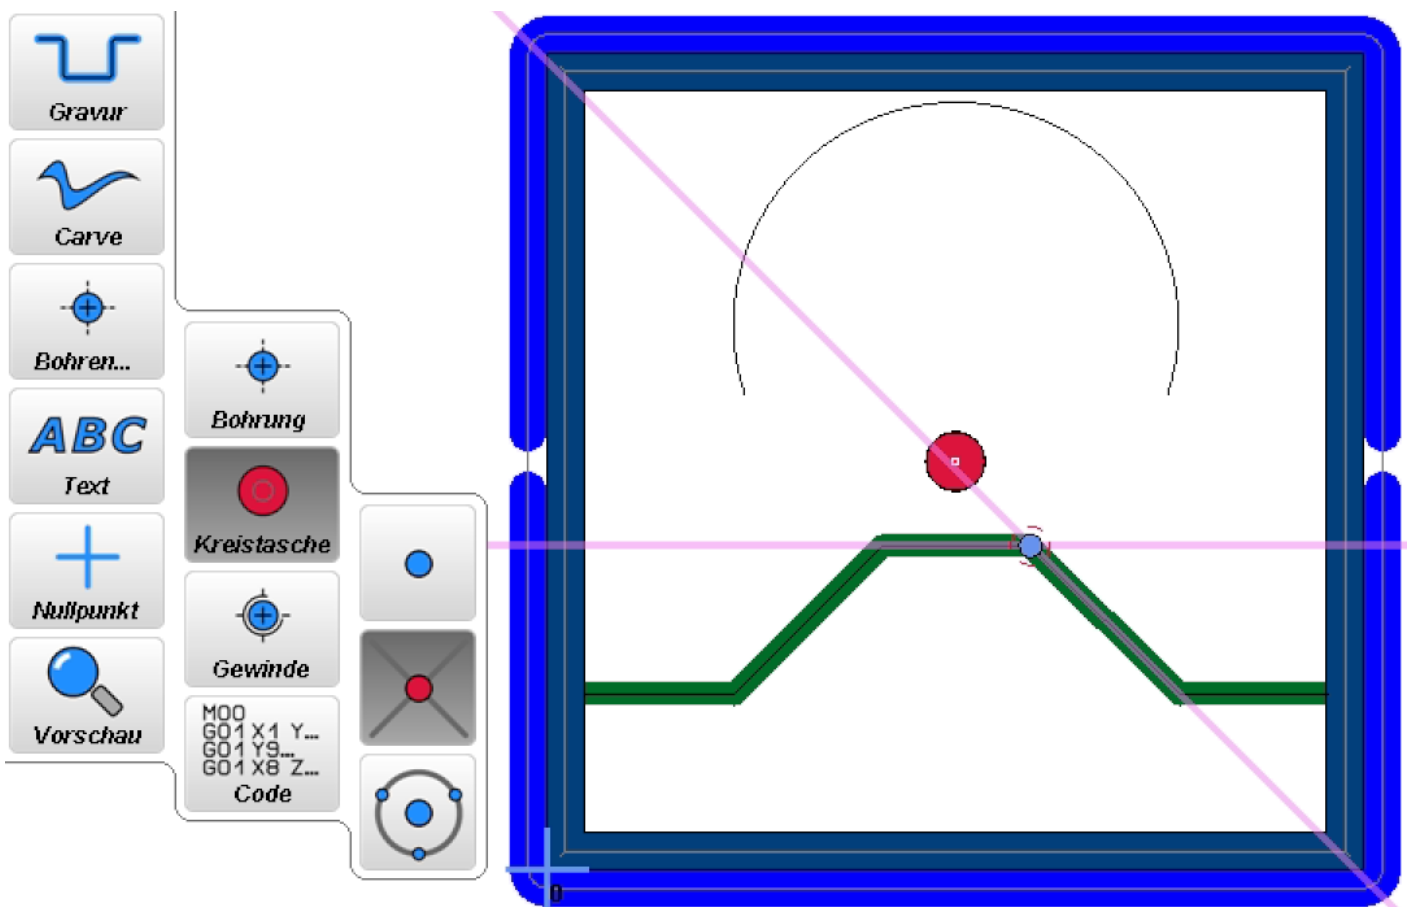 Gravur
Carve
Bohren...
ABC
Text
Nullpunkt
Vorschau
Bohrung
Kreistasche
Gewinde
M00
G01 X1 Y...
G01 Y9...
G01 X8 Z...
Code
0